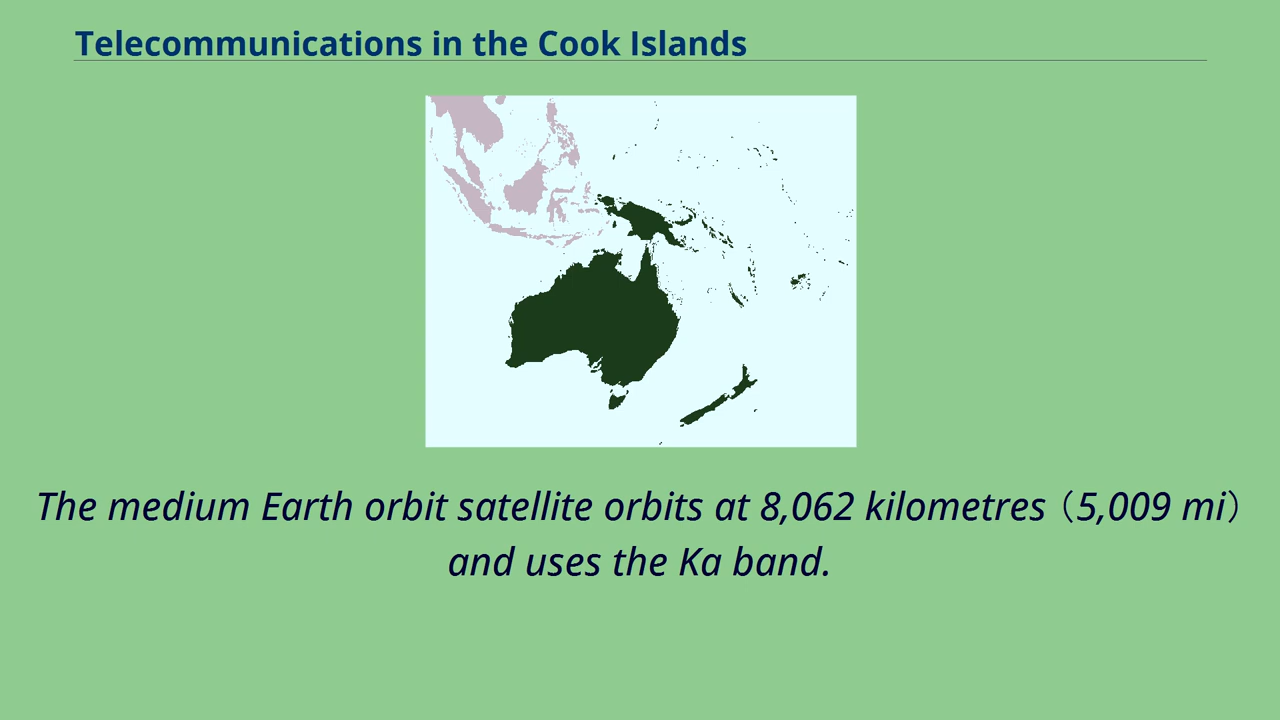 Telecommunications in the Cook Islands
The medium Earth orbit satellite orbits at 8,062 kilometres（5,009 mi）
and uses the Ka band.